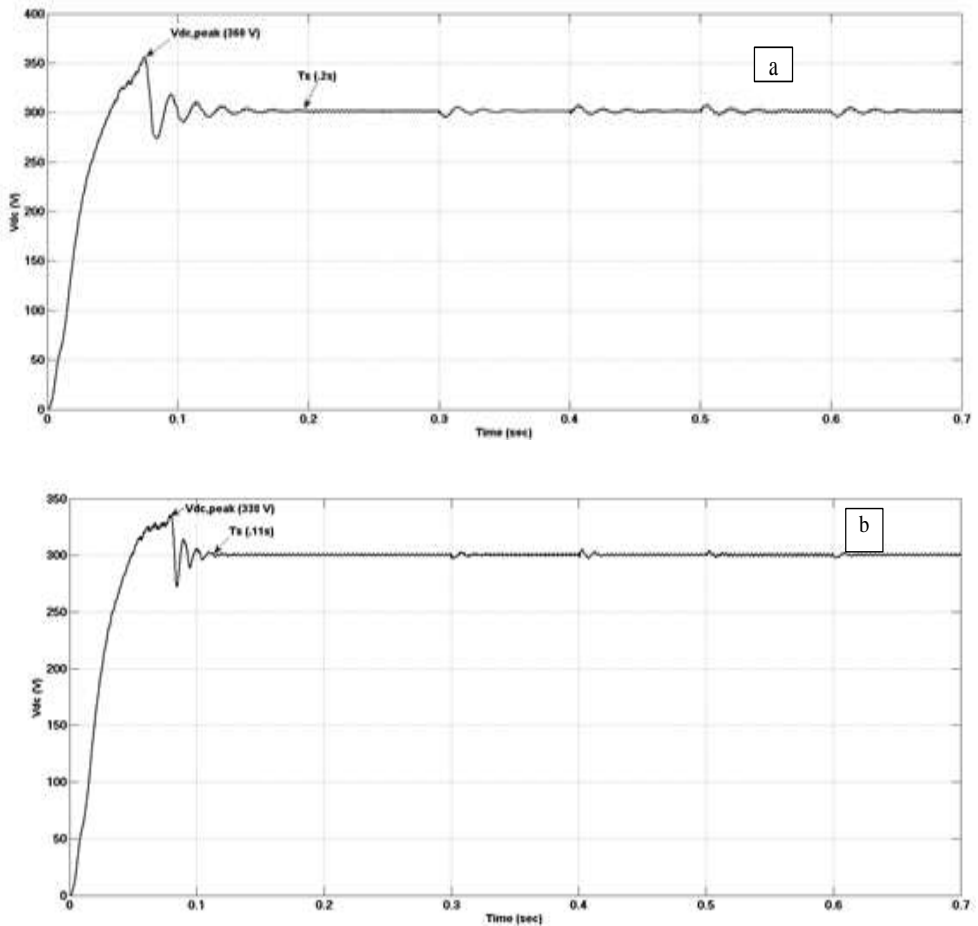 400
Vdc,peak (360 V)
a
350
Ts (.2s)
300
250
200
150
100
50
0
Vdc (V)
0 0.1 0.2 0.3 0.4 0.5 0.6 0.7
Time (sec)
350
Vdc,peak (330 V)
b
Ts (.11s)
300
250
200
150
100
50
0
Vdc (V)
0 0.1 0.2 0.3 0.4 0.5 0.6 0.7
Time (sec)